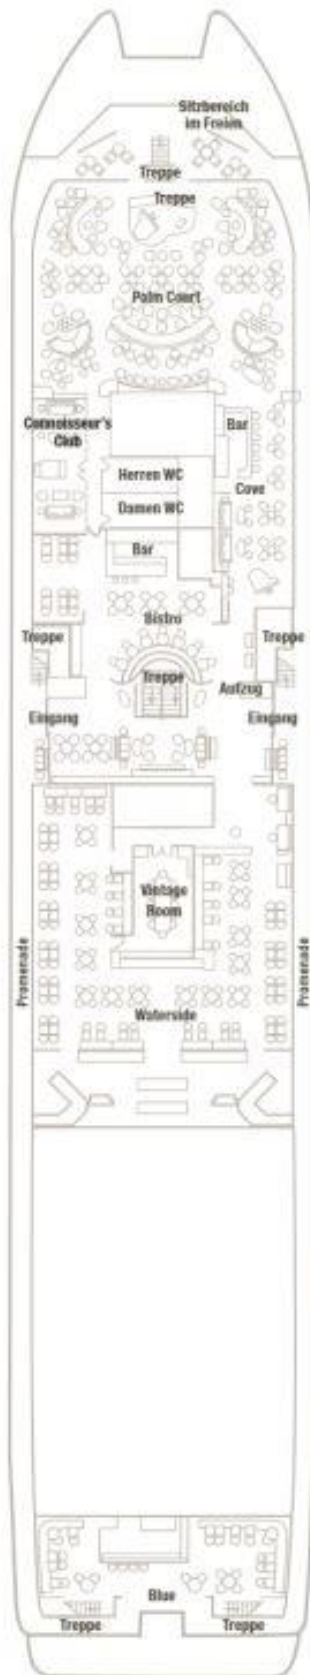 Sitzbereich
im Freien
Treppe
Treppe
Palm Court
Connoisseur's
Club
Bar
Herren WC
Cove
Damen WC
Bar
Bistro
Treppe
Treppe
Treppe
Aufzug
Eingang
Eingang
Vintage
Room
Promenade
Promenade
Waterside
Blue
Treppe
Treppe